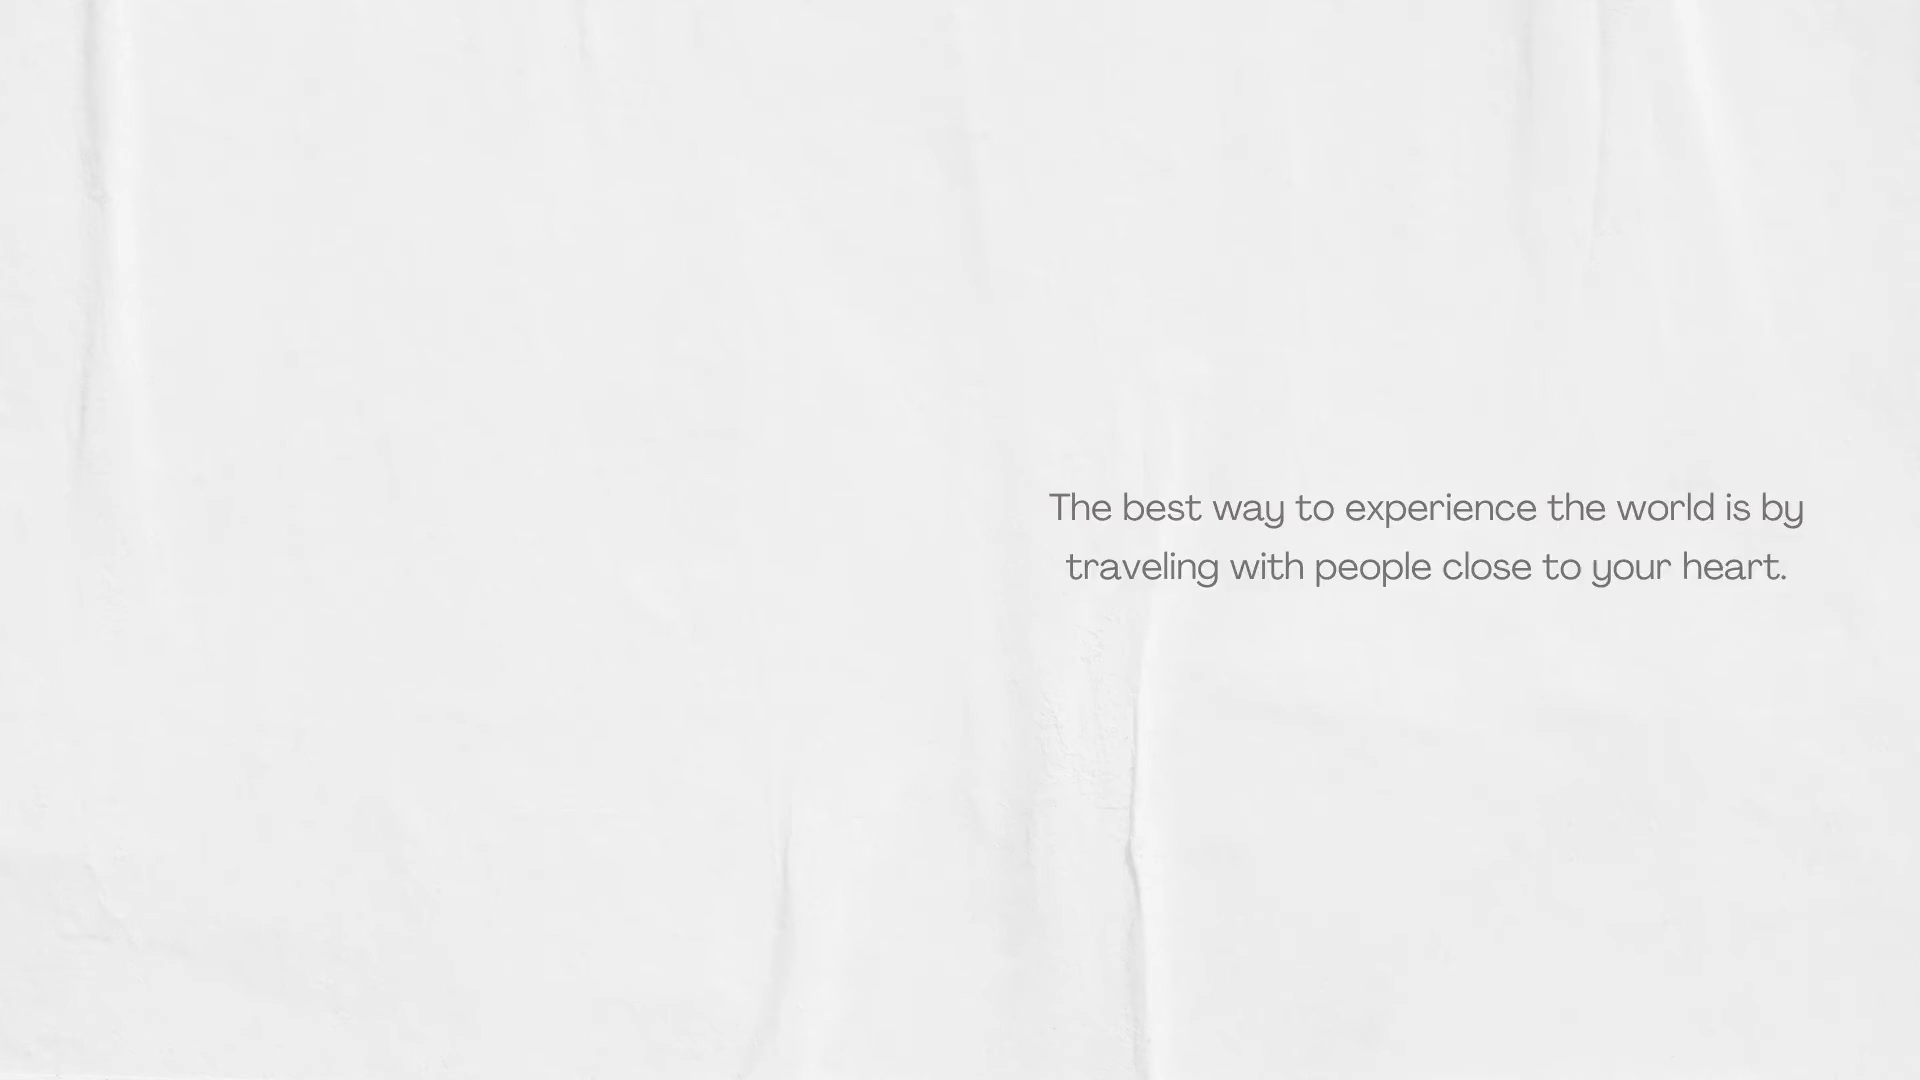 The best way to experience the world is by
traveling with people close to your heart.